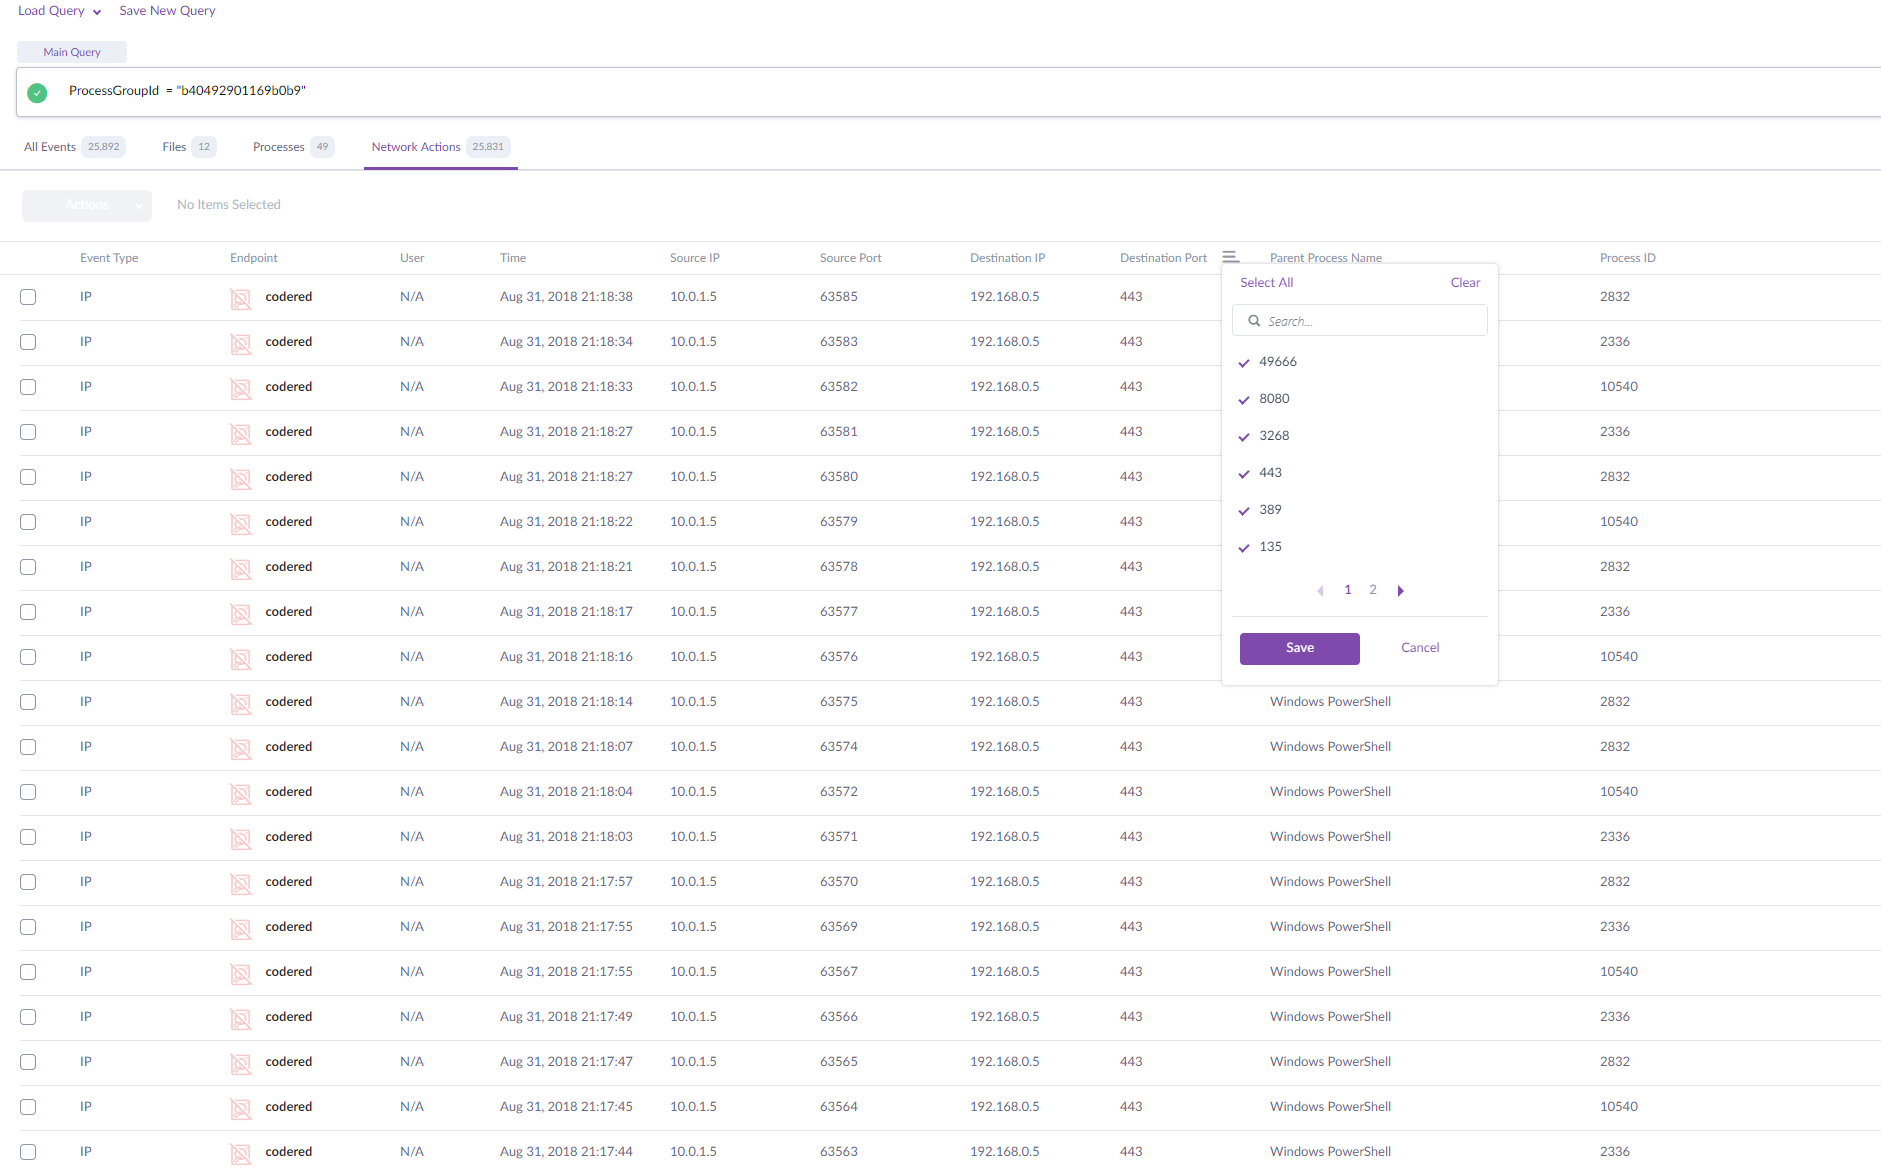 Load Query Save New Query
Main Query
ProcessGroupId = "b40492901169b0b9"
All Events 25,892 Files 12 Processes 49 Network Actions 25,831
Actions No Items Selected
Event Type Endpoint User Time Source IP Source Port Destination IP Destination Port Parent Process Name Process ID
IP codered N/A Aug 31, 2018 21:18:38 10.0.1.5 63585 192.168.0.5 443 2832
IP codered N/A Aug 31, 2018 21:18:34 10.0.1.5 63583 192.168.0.5 443 2336
IP codered N/A Aug 31, 2018 21:18:33 10.0.1.5 63582 192.168.0.5 443 10540
IP codered N/A Aug 31, 2018 21:18:27 10.0.1.5 63581 192.168.0.5 443 2336
IP codered N/A Aug 31, 2018 21:18:27 10.0.1.5 63580 192.168.0.5 443 2832
IP codered N/A Aug 31, 2018 21:18:22 10.0.1.5 63579 192.168.0.5 443 10540
IP codered N/A Aug 31, 2018 21:18:21 10.0.1.5 63578 192.168.0.5 443 2832
IP codered N/A Aug 31, 2018 21:18:17 10.0.1.5 63577 192.168.0.5 443 2336
IP codered N/A Aug 31, 2018 21:18:16 10.0.1.5 63576 192.168.0.5 443 10540
IP codered N/A Aug 31, 2018 21:18:14 10.0.1.5 63575 192.168.0.5 443 Windows PowerShell 2832
IP codered N/A Aug 31, 2018 21:18:07 10.0.1.5 63574 192.168.0.5 443 Windows PowerShell 2832
IP codered N/A Aug 31, 2018 21:18:04 10.0.1.5 63572 192.168.0.5 443 Windows PowerShell 10540
IP codered N/A Aug 31, 2018 21:18:03 10.0.1.5 63571 192.168.0.5 443 Windows PowerShell 2336
IP codered N/A Aug 31, 2018 21:17:57 10.0.1.5 63570 192.168.0.5 443 Windows PowerShell 2832
IP codered N/A Aug 31, 2018 21:17:55 10.0.1.5 63569 192.168.0.5 443 Windows PowerShell 2336
IP codered N/A Aug 31, 2018 21:17:55 10.0.1.5 63567 192.168.0.5 443 Windows PowerShell 10540
IP codered N/A Aug 31, 2018 21:17:49 10.0.1.5 63566 192.168.0.5 443 Windows PowerShell 2336
IP codered N/A Aug 31, 2018 21:17:47 10.0.1.5 63565 192.168.0.5 443 Windows PowerShell 2832
IP codered N/A Aug 31, 2018 21:17:45 10.0.1.5 63564 192.168.0.5 443 Windows PowerShell 10540
IP codered N/A Aug 31, 2018 21:17:44 10.0.1.5 63563 192.168.0.5 443 Windows PowerShell 2336
Select All Clear
Search...
49666
8080
3268
443
389
135
1 2
Save Cancel